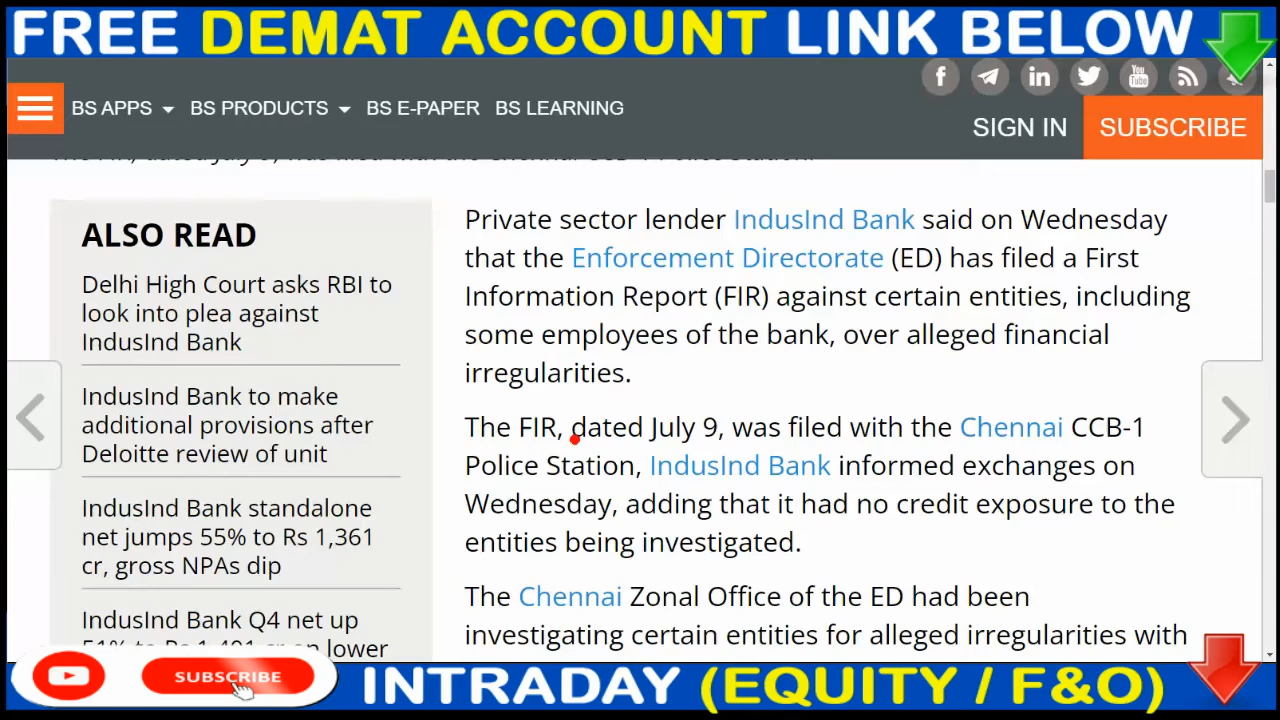 FREE DEMAT ACCOUNT LINK BELOW
BS APPS BS PRODUCTS BS E-PAPER BS LEARNING
SIGN IN SUBSCRIBE
ALSO READ
Delhi High Court asks RBI to
look into plea against
IndusInd Bank
IndusInd Bank to make
additional provisions after
Deloitte review of unit
IndusInd Bank standalone
net jumps 55% to Rs 1,361
cr, gross NPAs dip
IndusInd Bank Q4 net up
Private sector lender IndusInd Bank said on Wednesday
that the Enforcement Directorate (ED) has filed a First
Information Report (FIR) against certain entities, including
some employees of the bank, over alleged financial
irregularities.
The FIR, dated July 9, was filed with the Chennai CCB-1
Police Station, IndusInd Bank informed exchanges on
Wednesday, adding that it had no credit exposure to the
entities being investigated.
The Chennai Zonal Office of the ED had been
investigating certain entities for alleged irregularities with
SUBSCRIBE
INTRADAY (EQUITY / F&O)